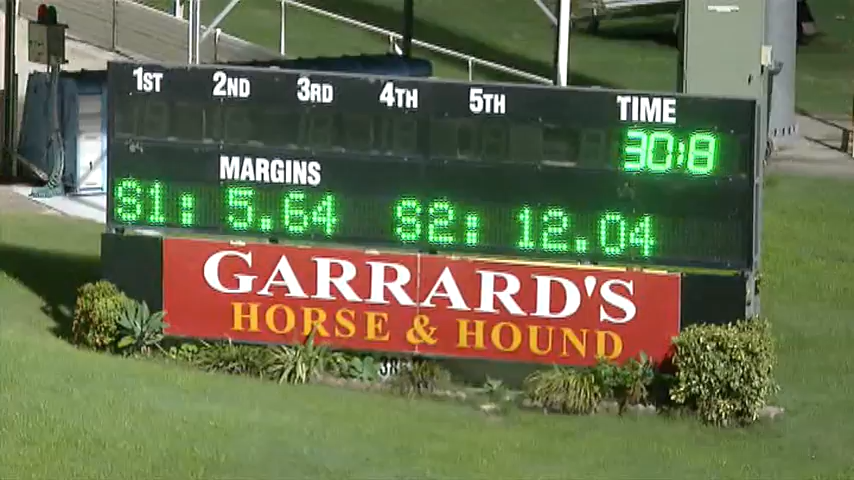 1ST 2ND 3RD 4TH 5TH TIME
30:8
MARGINS
S1: 5.64 S2: 12.04
GARRARD'S
HORSE & HOUND